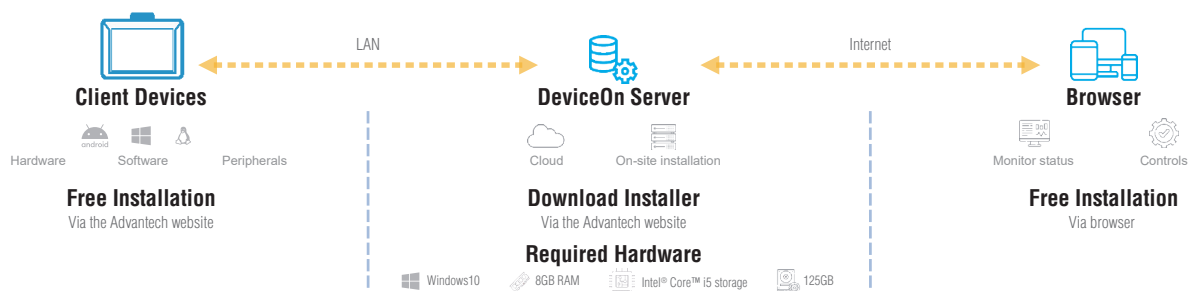 LAN
Internet
Client Devices
DeviceOn Server
Browser
android
Hardware
Software
Peripherals
Cloud
On-site installation
Monitor status
Controls
Free Installation
Via the Advantech website
Download Installer
Via the Advantech website
Free Installation
Via browser
Required Hardware
Windows10
8GB RAM
Intel® Core™ i5 storage
125GB